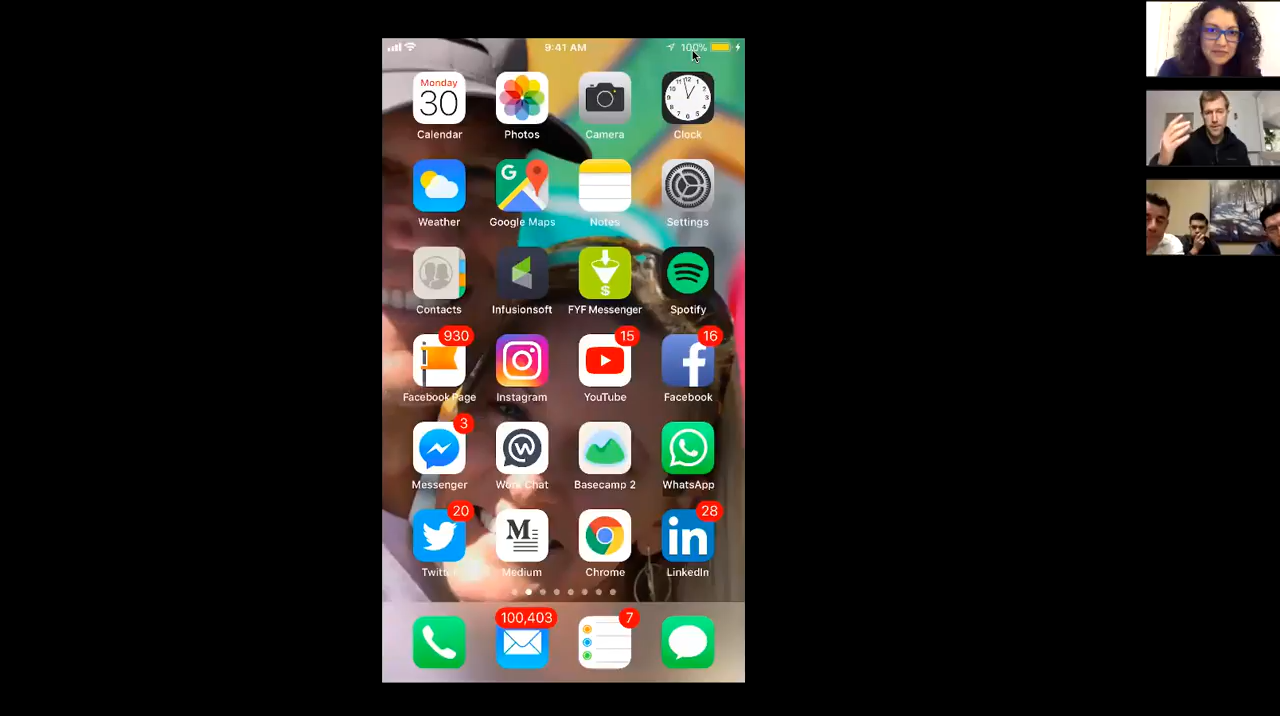 9:41 AM 100%
Monday
30
Calendar Photos Camera Clock
Weather Google Maps Notes Settings
Contacts Infusionsoft FYF Messenger Spotify
930 15 16
Facebook Page Instagram YouTube Facebook
3
Messenger Work Chat Basecamp 2 WhatsApp
20 28
Twitter Medium Chrome LinkedIn
100,403 7